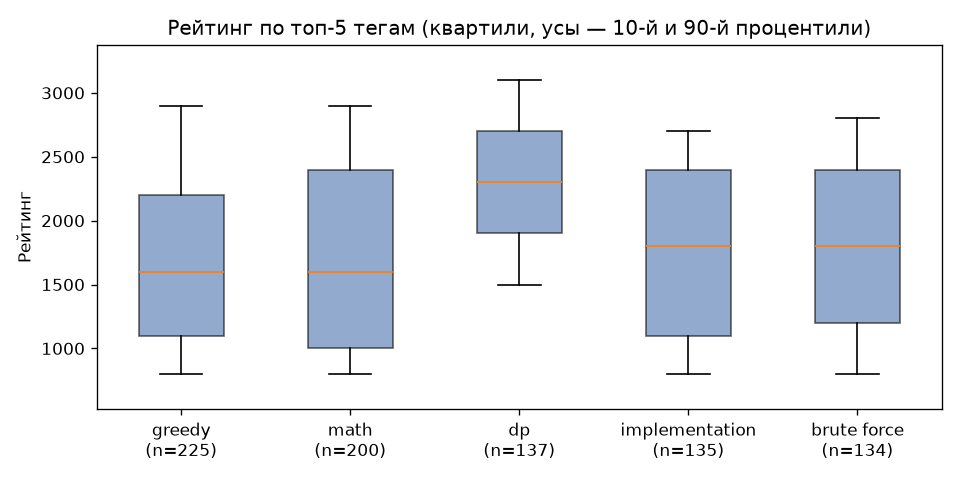 Рейтинг по топ-5 тегам (квартили, усы — 10-й и 90-й процентили)
Рейтинг
3000
2500
2000
1500
1000
greedy
(n=225)
math
(n=200)
dp
(n=137)
implementation
(n=135)
brute force
(n=134)